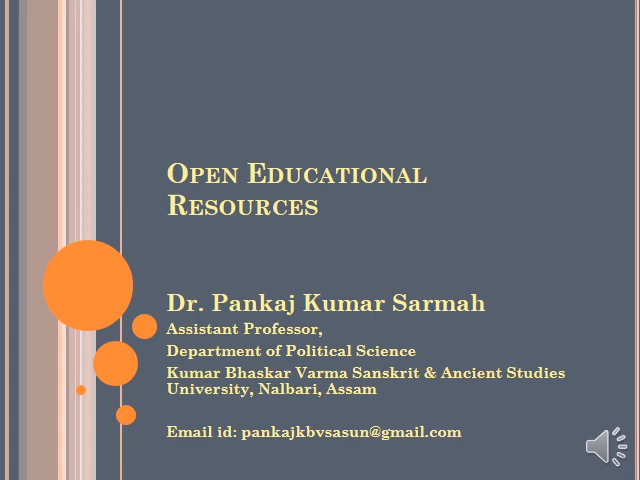 Open Educational
Resources
Dr. Pankaj Kumar Sarmah
Assistant Professor,
Department of Political Science
Kumar Bhaskar Varma Sanskrit & Ancient Studies
University, Nalbari, Assam
Email id: pankajkbvsasun@gmail.com